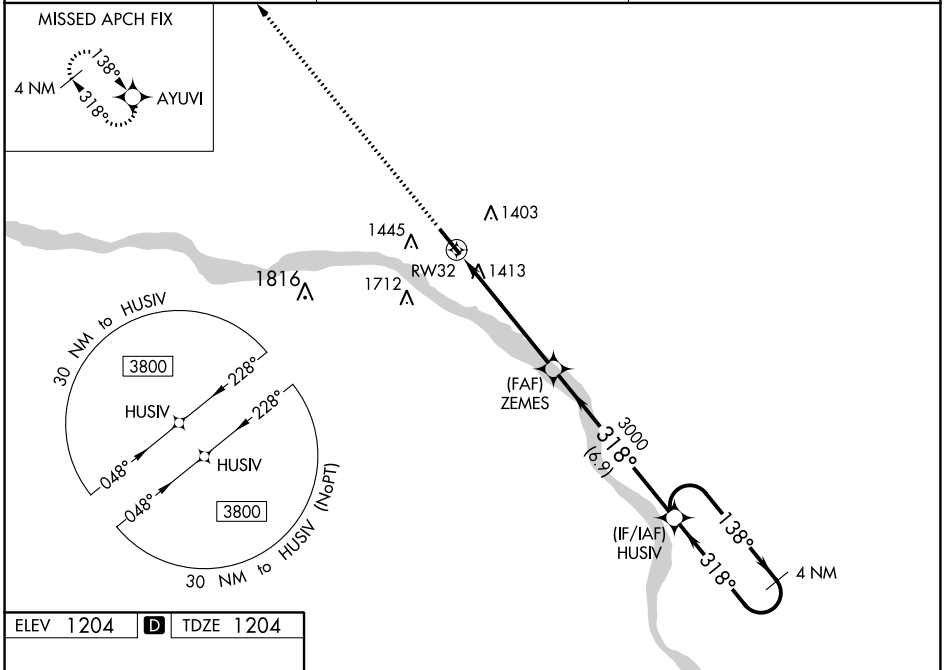 MISSED APCH FIX
138°
4 NM
318°
AYUVI
1403
1445
RW32
1413
1816
1712
30 NM to HUSIV
3800
228°
HUSIV
048°
228°
HUSIV
048°
3800
30 NM to HUSIV (NoPT)
(FAF)
ZEMES
3000
318°
(6.9)
(IF/IAF)
HUSIV
138°
318°
4 NM
ELEV 1204 D TDZE 1204